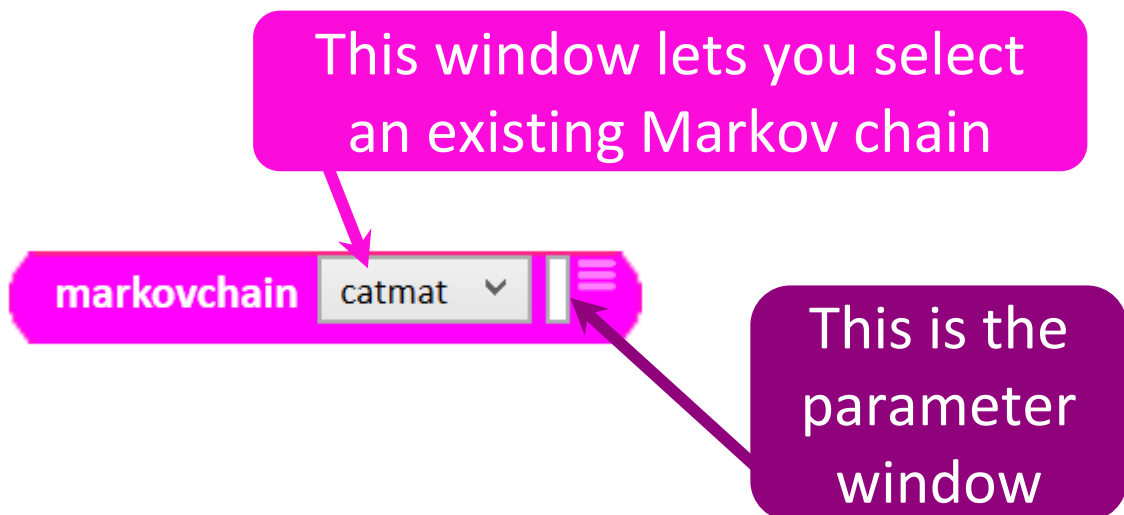 This window lets you select
an existing Markov chain
markovchain catmat
This is the
parameter
window